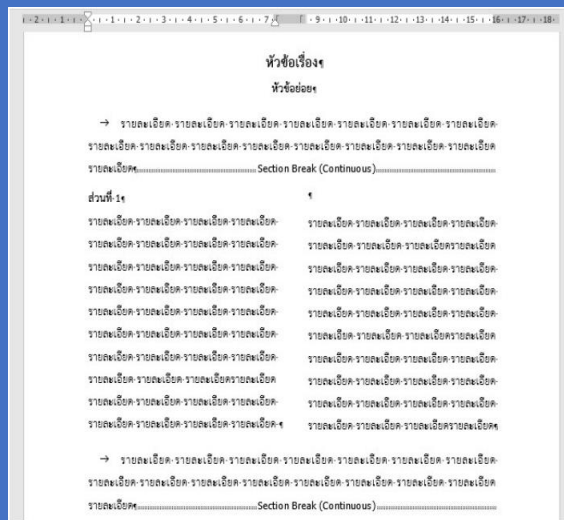 2 1 1 2 3 4 5 6 7 9 10 11 12 13 14 15 16 17 18
หัวข้อเรื่อง
หัวข้อย่อย
→ รายละเอียด รายละเอียด รายละเอียด รายละเอียด รายละเอียด รายละเอียด รายละเอียด
รายละเอียด รายละเอียด รายละเอียด รายละเอียด รายละเอียด รายละเอียด รายละเอียด รายละเอียด
รายละเอียด Section Break (Continuous)
ส่วนที่ 1
รายละเอียด รายละเอียด รายละเอียด รายละเอียด
รายละเอียด รายละเอียด รายละเอียด รายละเอียด
รายละเอียด รายละเอียด รายละเอียด รายละเอียด
รายละเอียด รายละเอียด รายละเอียด รายละเอียด
รายละเอียด รายละเอียด รายละเอียด รายละเอียด
รายละเอียด รายละเอียด รายละเอียด รายละเอียด
รายละเอียด รายละเอียด รายละเอียด รายละเอียด
รายละเอียด รายละเอียด รายละเอียดรายละเอียด
รายละเอียด รายละเอียด รายละเอียด รายละเอียด
รายละเอียด รายละเอียด รายละเอียด รายละเอียด
รายละเอียด รายละเอียด รายละเอียด รายละเอียด
รายละเอียด รายละเอียด รายละเอียดรายละเอียด
รายละเอียด รายละเอียด รายละเอียด รายละเอียด
รายละเอียด รายละเอียด รายละเอียด รายละเอียด
รายละเอียด รายละเอียด รายละเอียด รายละเอียด
รายละเอียด รายละเอียด รายละเอียดรายละเอียด
รายละเอียด รายละเอียด รายละเอียด รายละเอียด
รายละเอียด รายละเอียด รายละเอียด รายละเอียด
รายละเอียด รายละเอียด รายละเอียด รายละเอียด
รายละเอียด รายละเอียด รายละเอียดรายละเอียด
→ รายละเอียด รายละเอียด รายละเอียด รายละเอียด รายละเอียด รายละเอียด รายละเอียด
รายละเอียด รายละเอียด รายละเอียด รายละเอียด รายละเอียด รายละเอียด รายละเอียด รายละเอียด
รายละเอียด Section Break (Continuous)